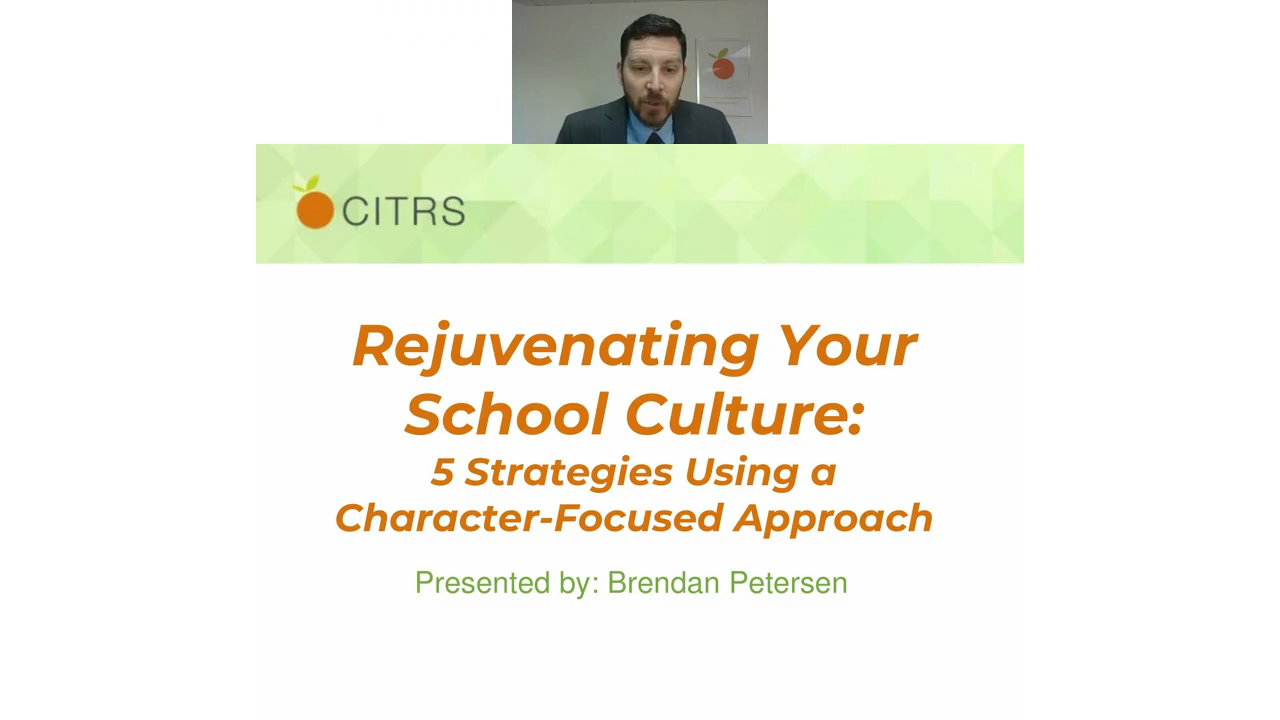 CITRS
Rejuvenating Your
School Culture:
5 Strategies Using a
Character-Focused Approach
Presented by: Brendan Petersen